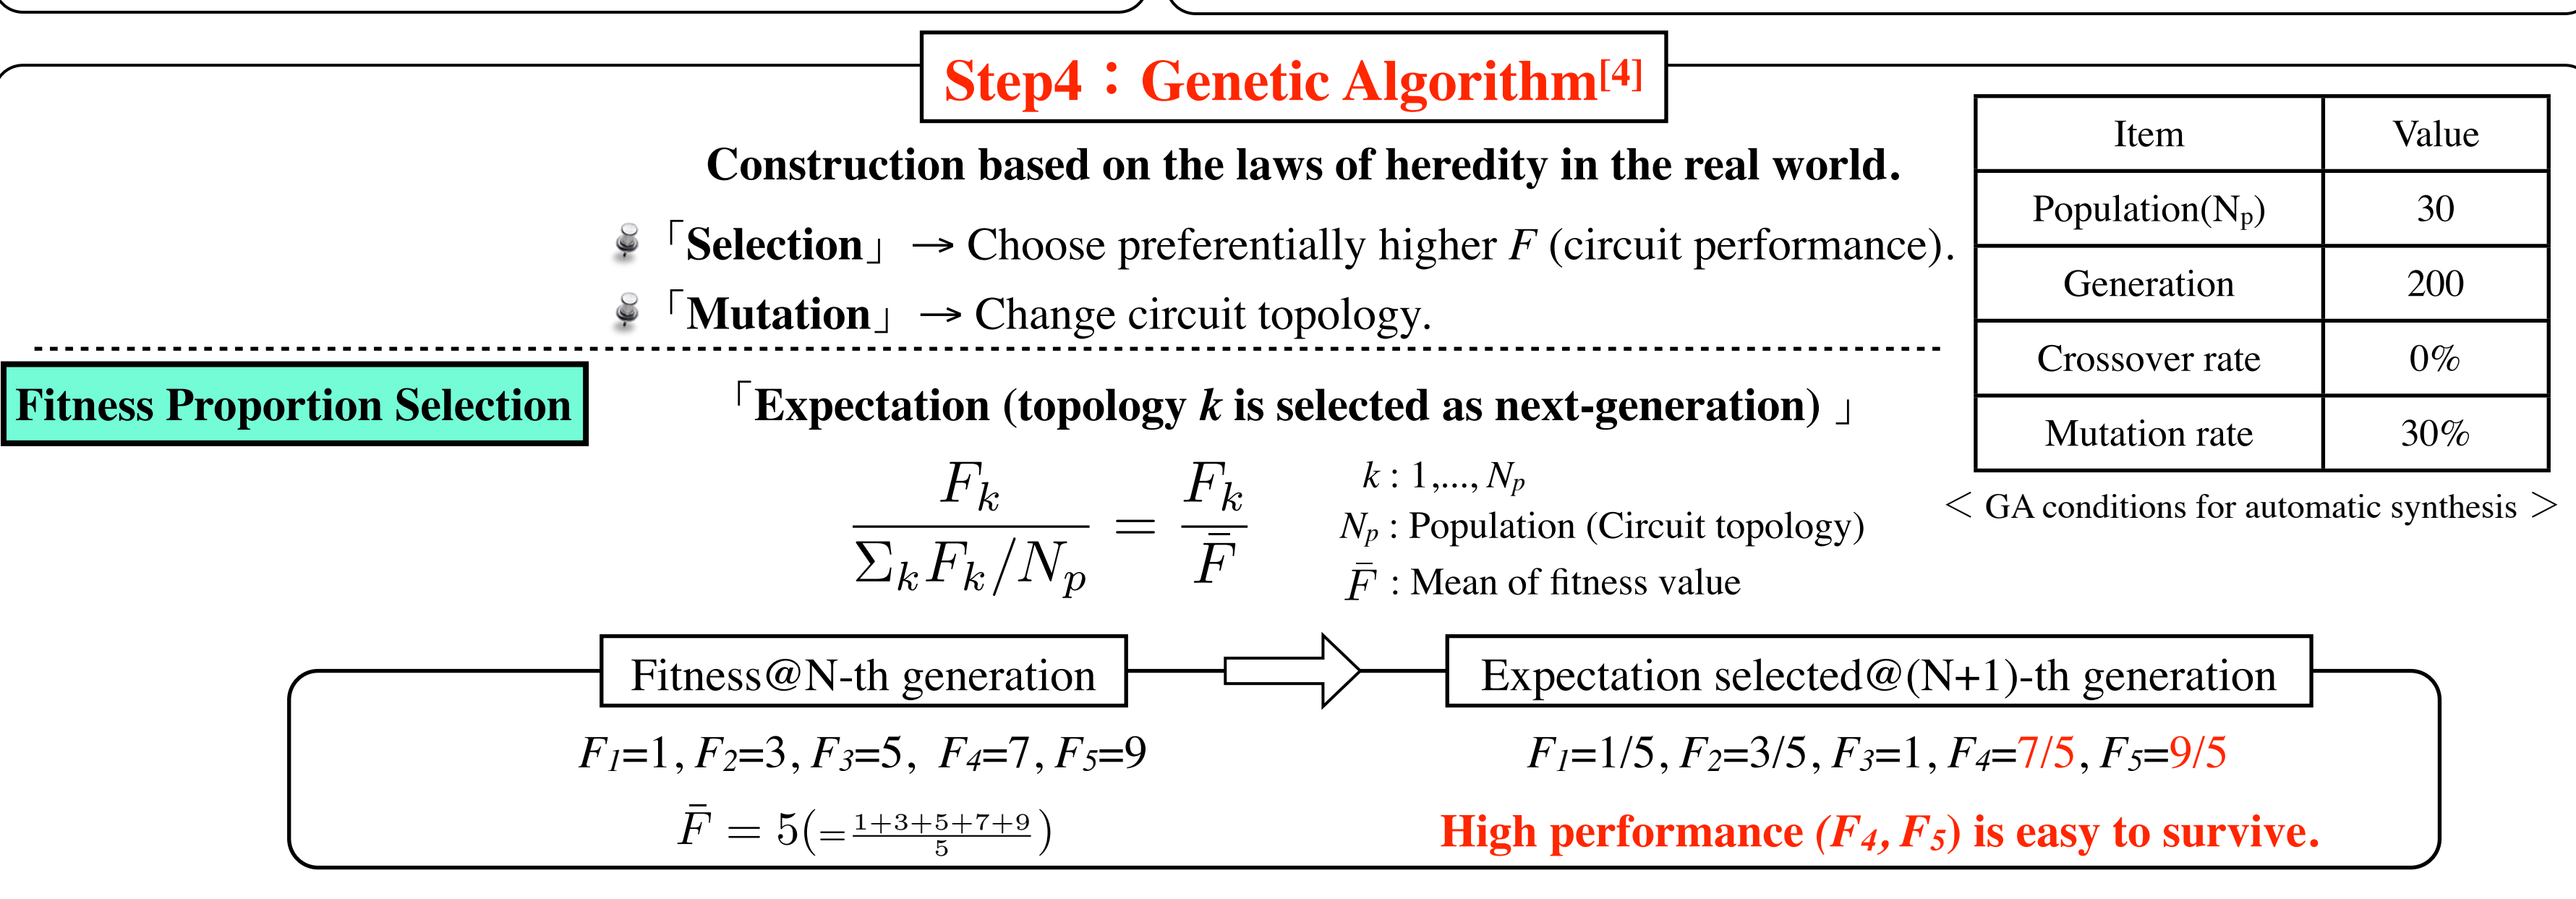 Step4：Genetic Algorithm[4]
Construction based on the laws of heredity in the real world.
「Selection」 → Choose preferentially higher F (circuit performance).
「Mutation」 → Change circuit topology.
Item Value
Population(Np) 30
Generation 200
Crossover rate 0%
Mutation rate 30%
＜ GA conditions for automatic synthesis ＞
Fitness Proportion Selection
「Expectation (topology k is selected as next-generation) 」
F_k / (Σ_k F_k/N_p) = F_k / F̄
k : 1,..., Np
Np : Population (Circuit topology)
F̄ : Mean of fitness value
Fitness@N-th generation
F1=1, F2=3, F3=5, F4=7, F5=9
F̄ = 5(=(1+3+5+7+9)/5)
Expectation selected@(N+1)-th generation
F1=1/5, F2=3/5, F3=1, F4=7/5, F5=9/5
High performance (F4, F5) is easy to survive.